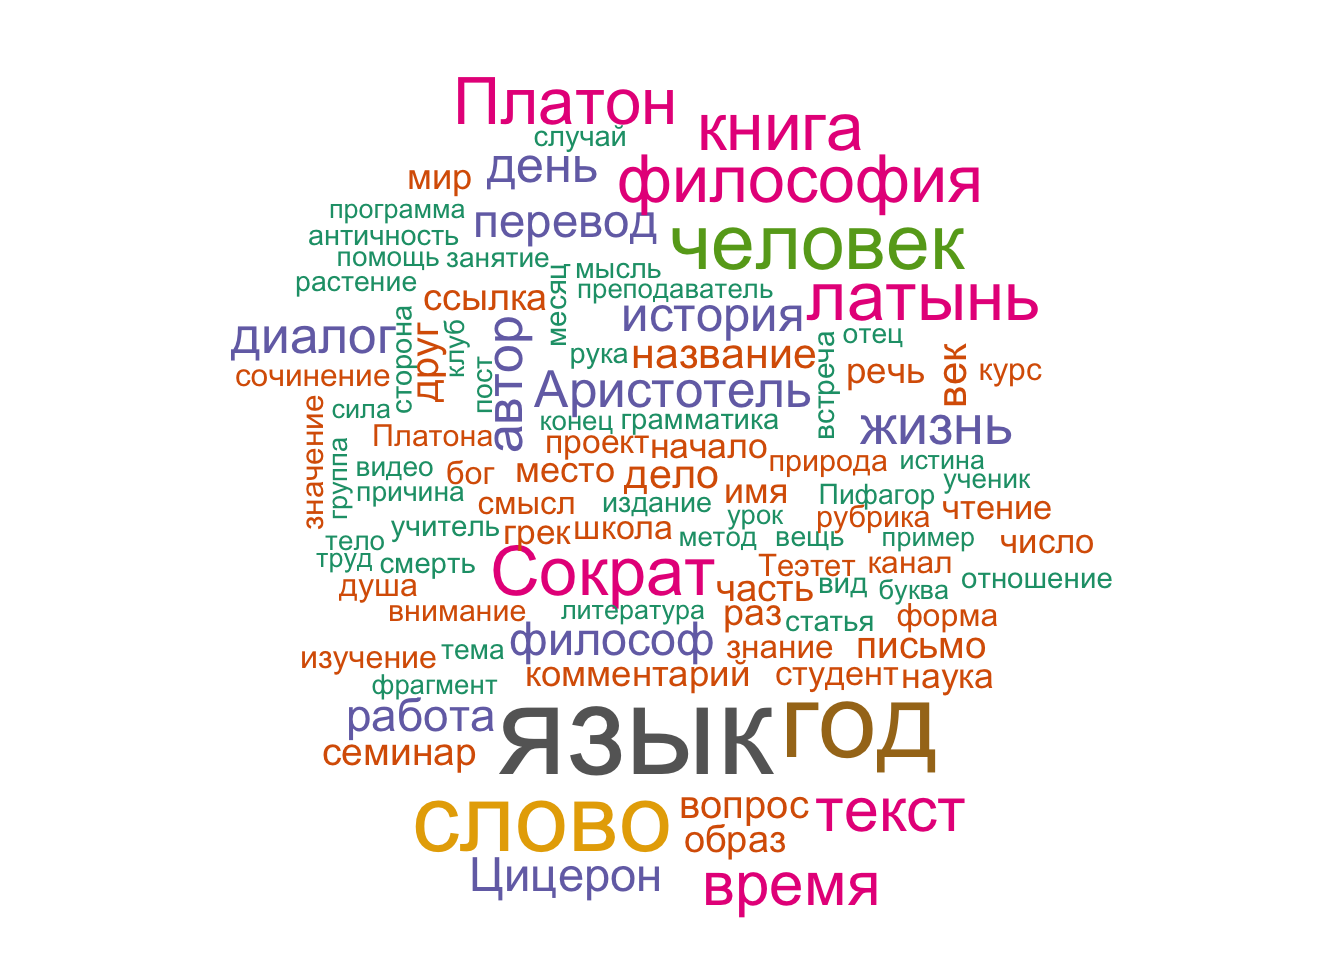 Платон
книга
случай
день
философия
мир
программа
перевод
человек
античность
помощь
занятие
мысль
растение
преподаватель
месяц
ссылка
латынь
история
диалог
сторона
друг
клуб
автор
отец
рука
название
встреча
речь
век
курс
сочинение
пост
Аристотель
сила
конец
грамматика
жизнь
значение
Платона
проект
начало
группа
видео
бог
место
дело
природа
истина
причина
смысл
издание
имя
Пифагор
ученик
учитель
грек
школа
урок
рубрика
чтение
тело
метод
вещь
пример
число
труд
смерть
Сократ
Теэтет
канал
душа
часть
вид
буква
отношение
внимание
литература
раз
статья
форма
изучение
тема
философ
знание
письмо
фрагмент
комментарий
студент
наука
работа
язык
год
семинар
слово
вопрос
текст
образ
Цицерон
время